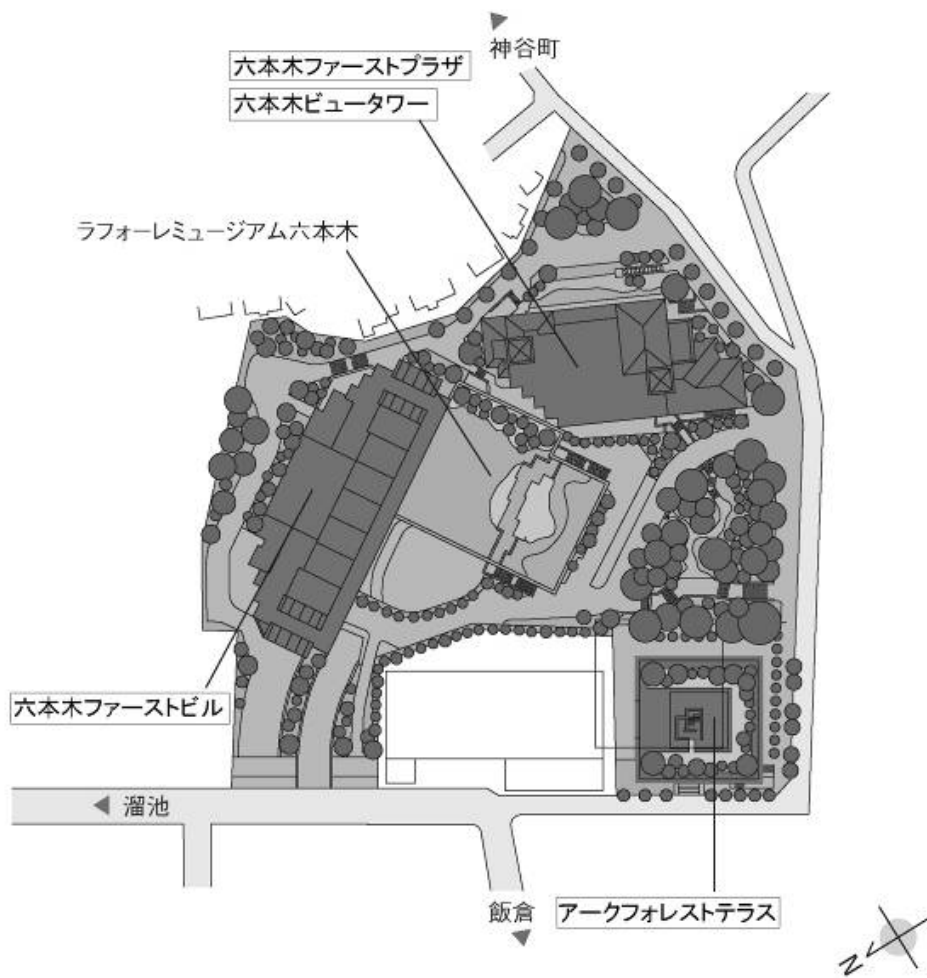 神谷町
六本木ファーストプラザ
六本木ビュータワー
ラフォーレミュージアム六本木
六本木ファーストビル
溜池
飯倉
アークフォレストテラス
N